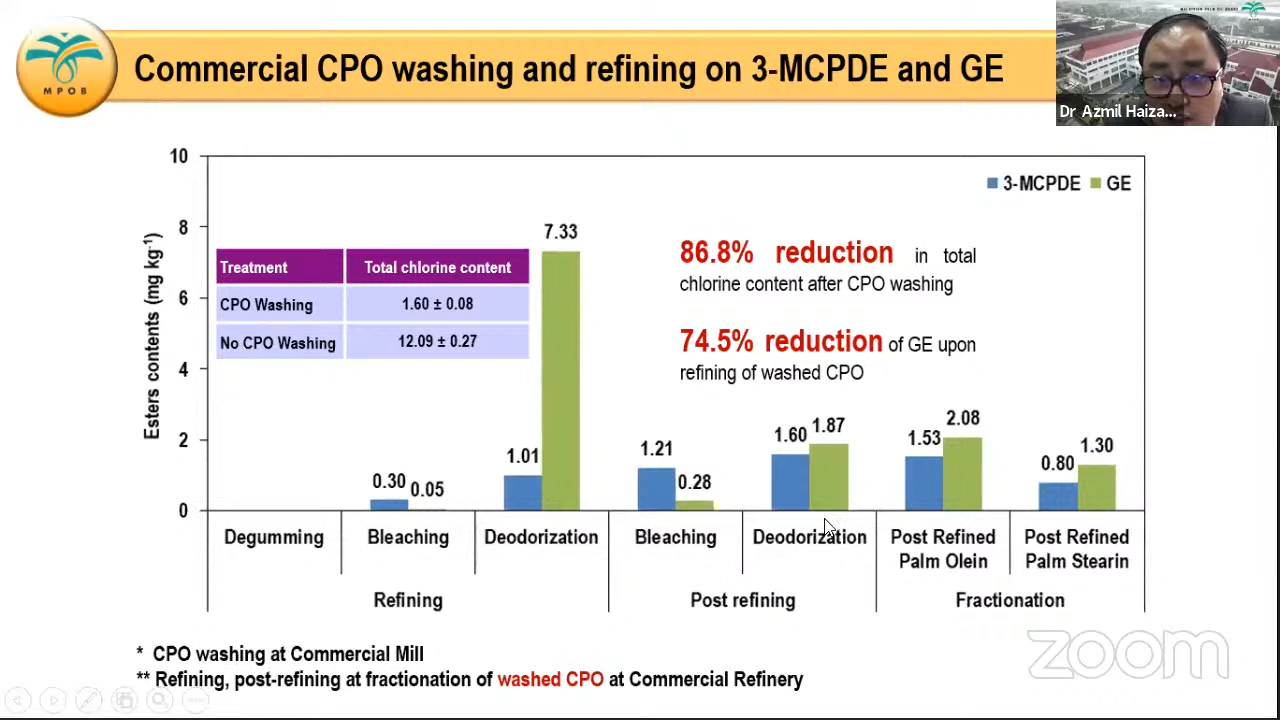 MALAYSIAN PALM OIL BOARD
MPOB
Commercial CPO washing and refining on 3-MCPDE and GE
Dr Azmil Haiza...
10
8
6
4
2
0
Esters contents (mg kg⁻¹)
3-MCPDE GE
Treatment Total chlorine content
CPO Washing 1.60 ± 0.08
No CPO Washing 12.09 ± 0.27
86.8% reduction in total
chlorine content after CPO washing
74.5% reduction of GE upon
refining of washed CPO
0.30 0.05
1.01 7.33
1.21 0.28
1.60 1.87
1.53 2.08
0.80 1.30
Degumming Bleaching Deodorization Bleaching Deodorization Post Refined Post Refined
Palm Olein Palm Stearin
Refining Post refining Fractionation
* CPO washing at Commercial Mill
** Refining, post-refining at fractionation of washed CPO at Commercial Refinery
zoom